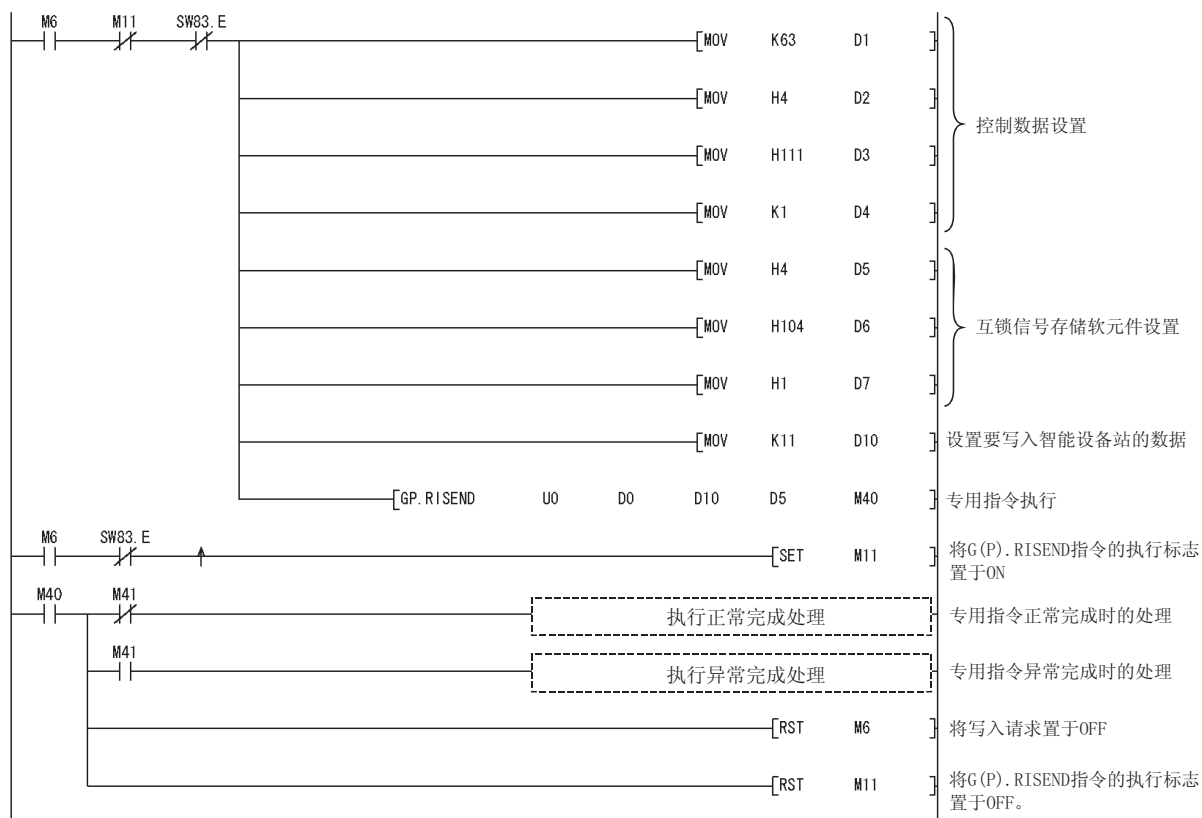 M6 M11 SW83.E
MOV K63 D1
MOV H4 D2
控制数据设置
MOV H111 D3
MOV K1 D4
MOV H4 D5
MOV H104 D6
互锁信号存储软元件设置
MOV H1 D7
MOV K11 D10 设置要写入智能设备站的数据
GP.RISEND U0 D0 D10 D5 M40 专用指令执行
M6 SW83.E
SET M11 将G(P).RISEND指令的执行标志
置于ON
M40 M41
执行正常完成处理 专用指令正常完成时的处理
M41
执行异常完成处理 专用指令异常完成时的处理
RST M6 将写入请求置于OFF
RST M11 将G(P).RISEND指令的执行标志
置于OFF。